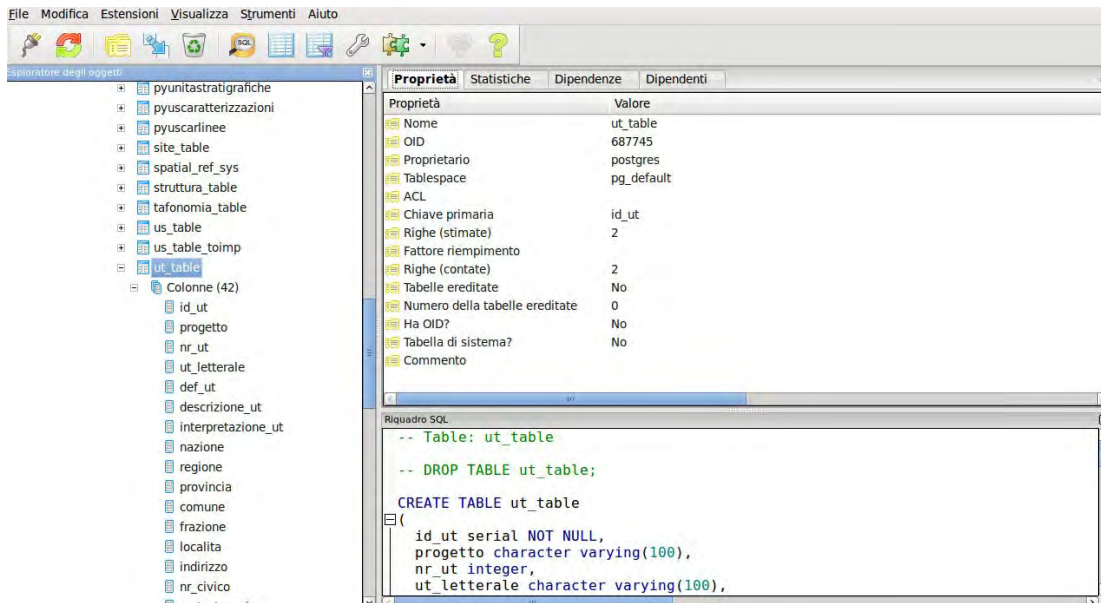 File Modifica Estensioni Visualizza Strumenti Aiuto
SQL
Esploratore degli oggetti
pyunitastratigrafiche
pyuscaratterizzazioni
pyuscarlinee
site_table
spatial_ref_sys
struttura_table
tafonomia_table
us_table
us_table_toimp
ut_table
Colonne (42)
id_ut
progetto
nr_ut
ut_letterale
def_ut
descrizione_ut
interpretazione_ut
nazione
regione
provincia
comune
frazione
localita
indirizzo
nr_civico
Proprietà Statistiche Dipendenze Dipendenti
Proprietà Valore
Nome ut_table
OID 687745
Proprietario postgres
Tablespace pg_default
ACL
Chiave primaria id_ut
Righe (stimate) 2
Fattore riempimento
Righe (contate) 2
Tabelle ereditate No
Numero della tabelle ereditate 0
Ha OID? No
Tabella di sistema? No
Commento
Riquadro SQL
-- Table: ut_table
-- DROP TABLE ut_table;
CREATE TABLE ut_table
(
id_ut serial NOT NULL,
progetto character varying(100),
nr_ut integer,
ut_letterale character varying(100),